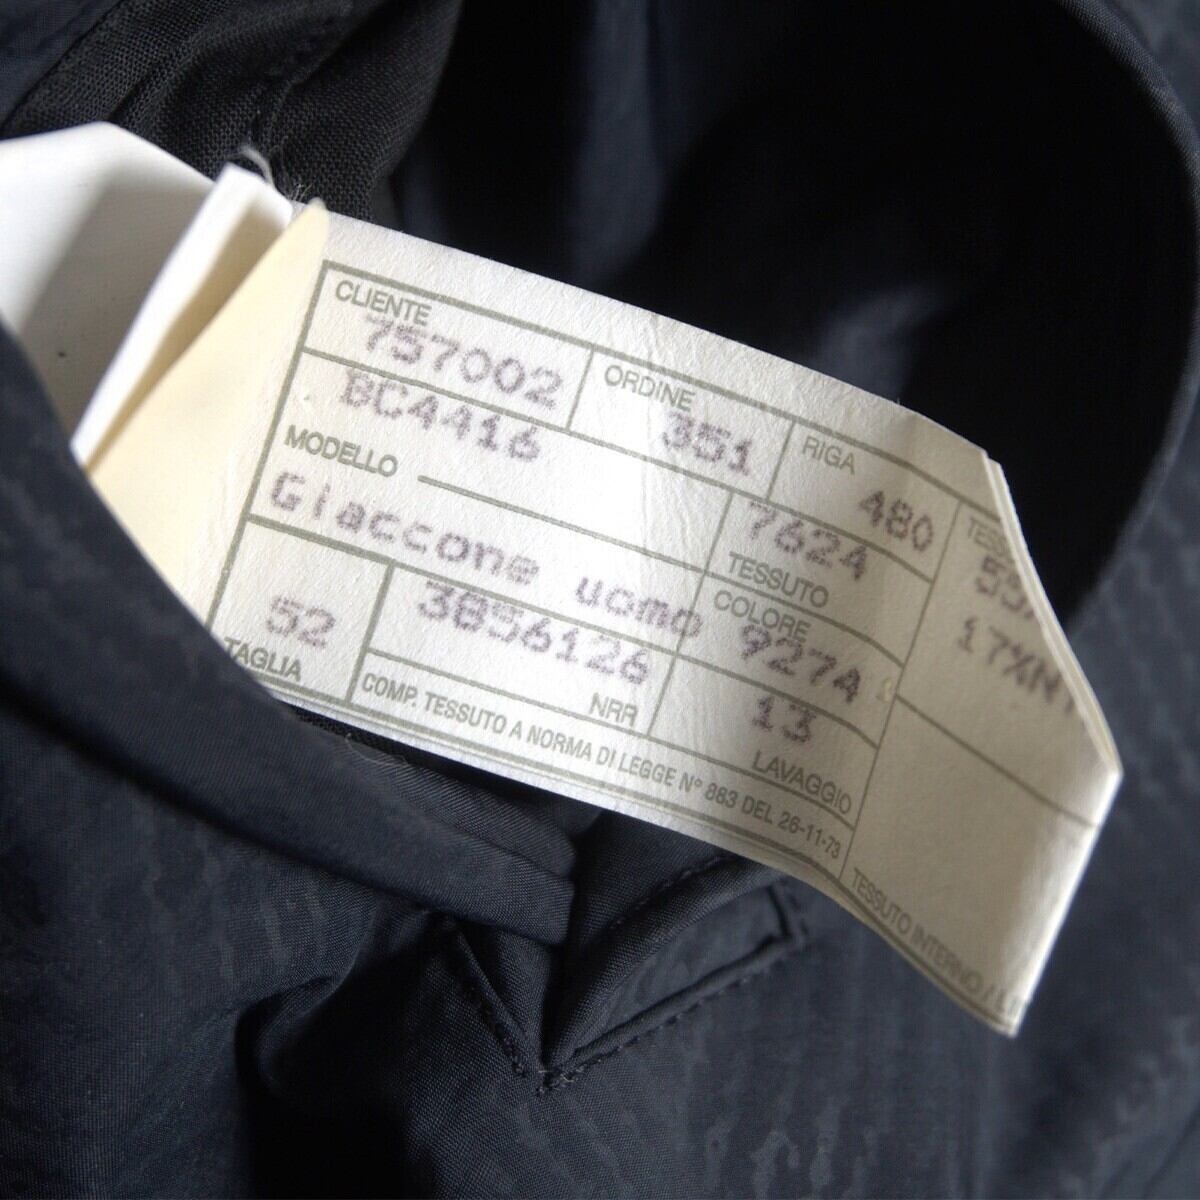 CLIENTE
757002
ORDINE
351
RIGA
480
BC4416
MODELLO
Giaccone uomo
7624
TESSUTO
COLORE
9274
52
TAGLIA
3856126
NRR
13
LAVAGGIO
17%
COMP. TESSUTO A NORMA DI LEGGE N° 883 DEL 26-11-73
TESSUTO INTERNO /